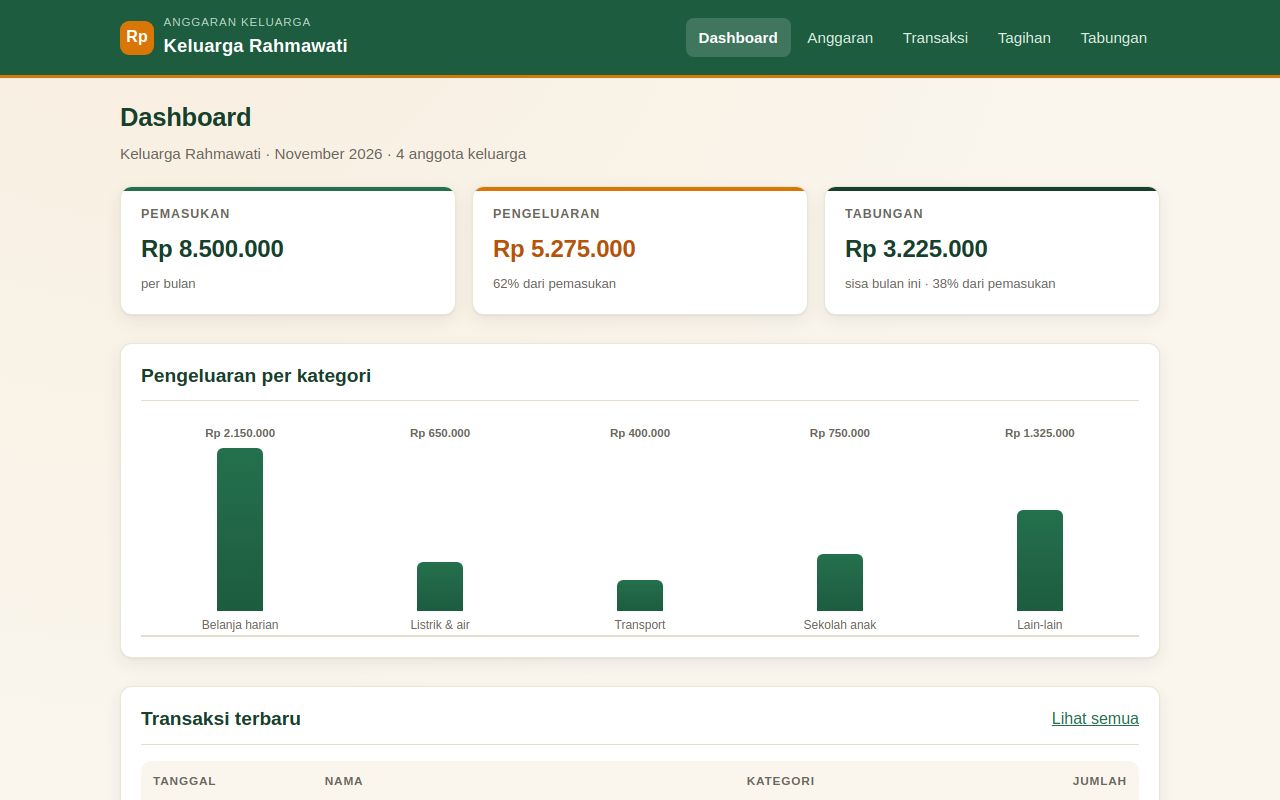 Rp
ANGGARAN KELUARGA
Keluarga Rahmawati
Dashboard
Anggaran
Transaksi
Tagihan
Tabungan
Dashboard
Keluarga Rahmawati · November 2026 · 4 anggota keluarga
PEMASUKAN
Rp 8.500.000
per bulan
PENGELUARAN
Rp 5.275.000
62% dari pemasukan
TABUNGAN
Rp 3.225.000
sisa bulan ini · 38% dari pemasukan
Pengeluaran per kategori
Rp 2.150.000
Rp 650.000
Rp 400.000
Rp 750.000
Rp 1.325.000
Belanja harian
Listrik & air
Transport
Sekolah anak
Lain-lain
Transaksi terbaru
Lihat semua
TANGGAL
NAMA
KATEGORI
JUMLAH